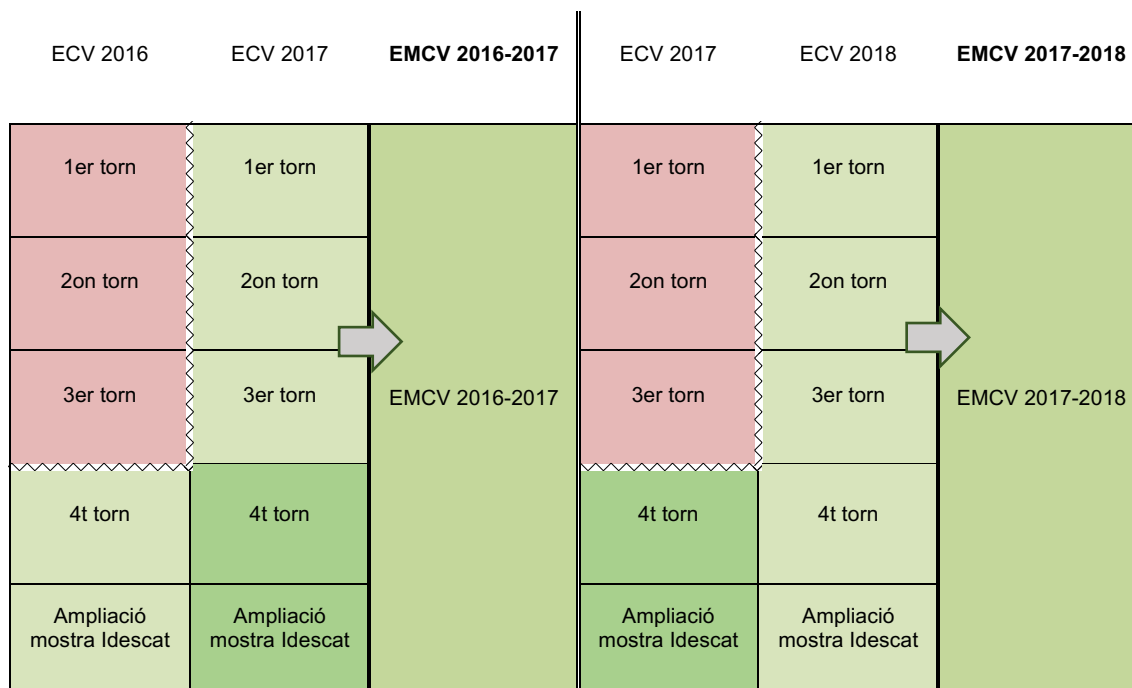 ECV 2016 ECV 2017 EMCV 2016-2017 ECV 2017 ECV 2018 EMCV 2017-2018
1er torn 1er torn 1er torn 1er torn
2on torn 2on torn 2on torn 2on torn
3er torn 3er torn EMCV 2016-2017 3er torn 3er torn EMCV 2017-2018
4t torn 4t torn 4t torn 4t torn
Ampliació Ampliació Ampliació Ampliació
mostra Idescat mostra Idescat mostra Idescat mostra Idescat